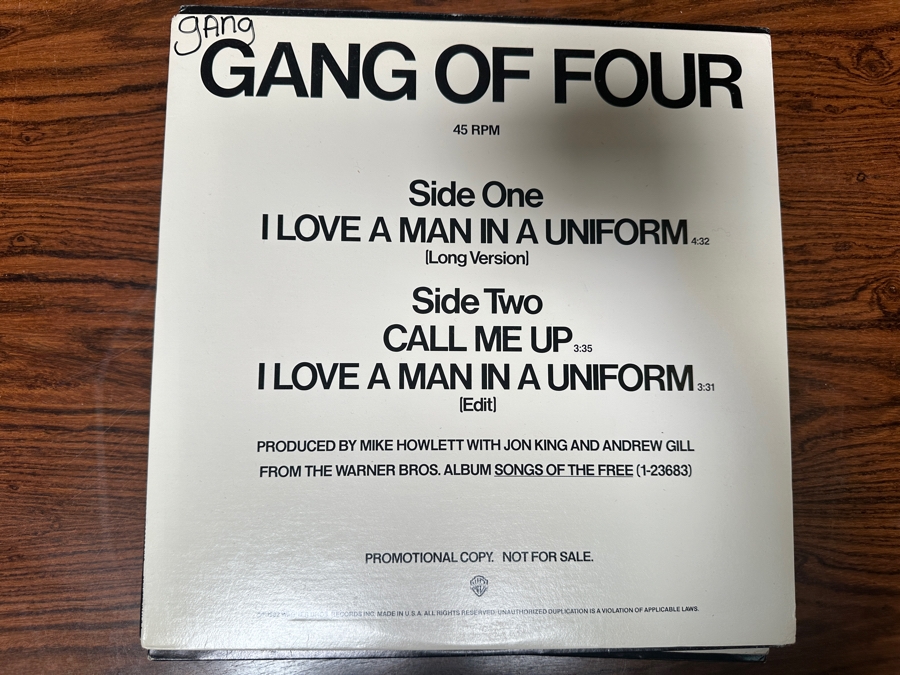 gang
GANG OF FOUR
45 RPM
Side One
I LOVE A MAN IN A UNIFORM 4:32
[Long Version]
Side Two
CALL ME UP 3:35
I LOVE A MAN IN A UNIFORM 3:31
[Edit]
PRODUCED BY MIKE HOWLETT WITH JON KING AND ANDREW GILL
FROM THE WARNER BROS. ALBUM SONGS OF THE FREE (1-23683)
PROMOTIONAL COPY. NOT FOR SALE.
RECORDS INC. MADE IN U.S.A. ALL RIGHTS RESERVED. UNAUTHORIZED DUPLICATION IS A VIOLATION OF APPLICABLE LAWS.